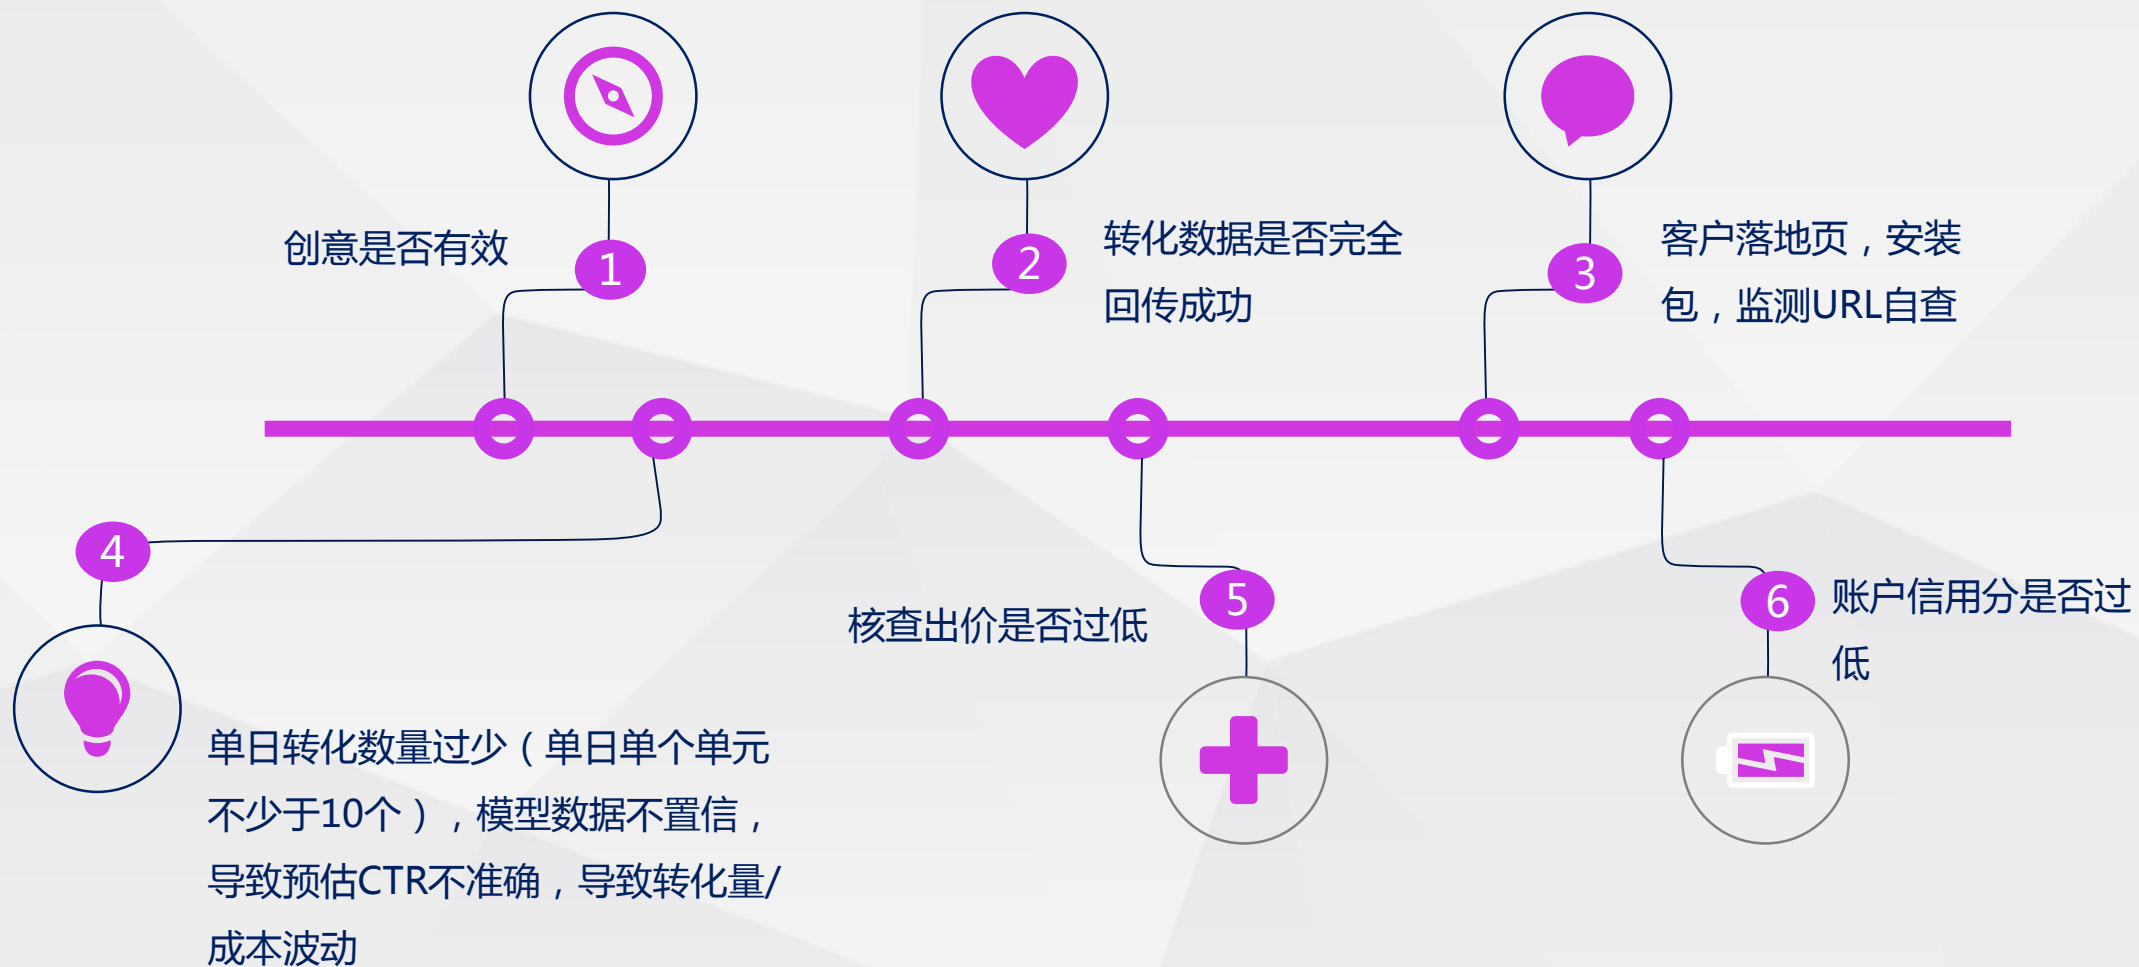 创意是否有效
1
2
转化数据是否完全
回传成功
3
客户落地页，安装
包，监测URL自查
4
单日转化数量过少（单日单个单元
不少于10个），模型数据不置信，
导致预估CTR不准确，导致转化量/
成本波动
核查出价是否过低
5
6
账户信用分是否过
低